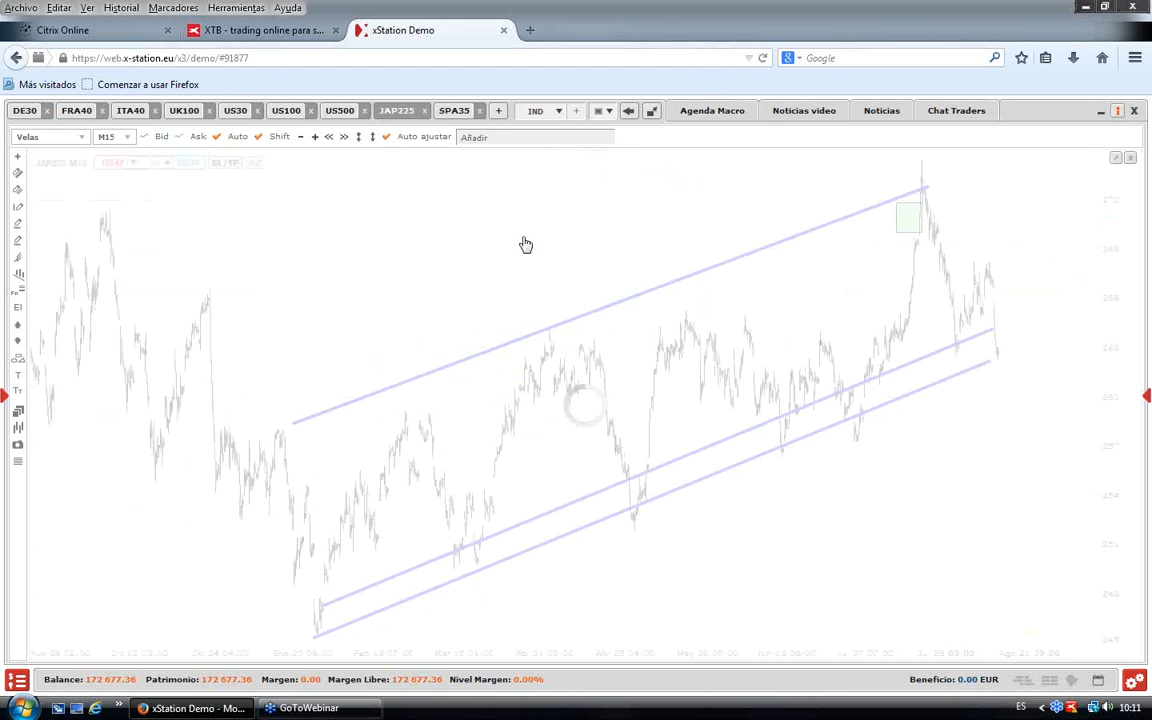 Archivo Editar Ver Historial Marcadores Herramientas Ayuda
Citrix Online × XTB - trading online para s... × xStation Demo × +
https://web.x-station.eu/x3/demo/#91877
Google
Más visitados Comenzar a usar Firefox
DE30 x FRA40 x ITA40 x UK100 x US30 x US100 x US500 x JAP225 x SPA35 x + IND Agenda Macro Noticias video Noticias Chat Traders
Velas M15 Bid Ask Auto Shift Auto ajustar Añadir
JAP225 M15 SL/TP
Balance: 172 677.36 Patrimonio: 172 677.36 Margen: 0.00 Margen Libre: 172 677.36 Nivel Margen: 0.00% Beneficio: 0.00 EUR
xStation Demo - Mo... GoToWebinar ES 10:11